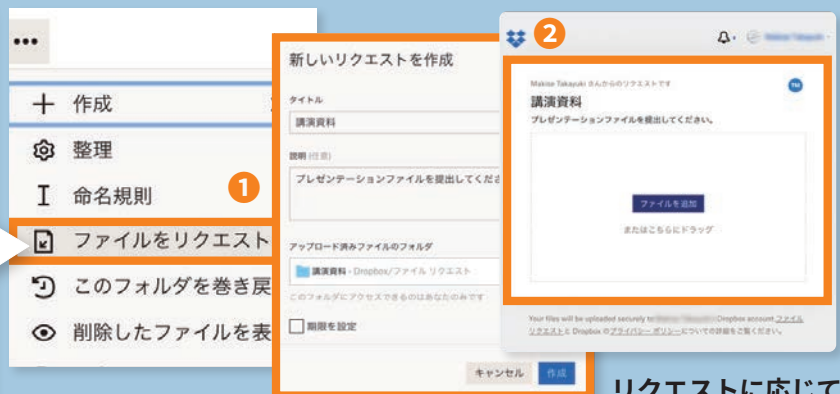 •••
作成
整理
命名規則
❶
ファイルをリクエスト
このフォルダを巻き戻
削除したファイルを表
新しいリクエストを作成
タイトル
講演資料
説明 (任意)
プレゼンテーションファイルを提出してくださ
アップロード済みファイルのフォルダ
講演資料 - Dropbox/ファイル リクエスト
このフォルダにアクセスできるのはあなたのみです
期限を設定
キャンセル 作成
❷
Makise Takayuki さんからのリクエストです
TM
講演資料
プレゼンテーションファイルを提出してください。
ファイルを追加
またはこちらにドラッグ
Your files will be uploaded securely to Dropbox account ファイル
リクエストと Dropbox のプライバシー ポリシーについての詳細をご覧ください。
リクエストに応じて